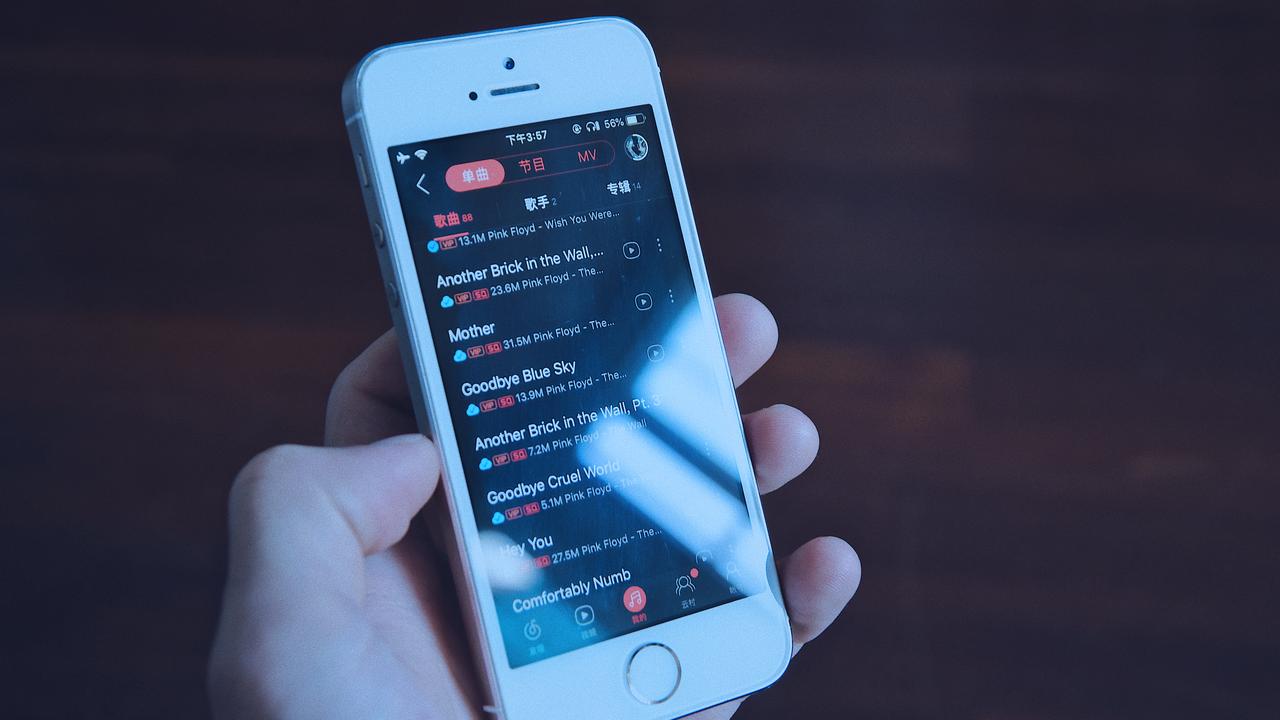 下午3:57 56%
单曲 节目 MV
歌曲 88 歌手 2 专辑 14
VIP 13.1M Pink Floyd - Wish You Were...
Another Brick in the Wall,...
VIP SQ 23.6M Pink Floyd - The...
Mother
VIP SQ 31.5M Pink Floyd - The...
Goodbye Blue Sky
VIP SQ 13.9M Pink Floyd - The...
Another Brick in the Wall, Pt. 3
VIP SQ 7.2M Pink Floyd - The Wall
Goodbye Cruel World
VIP SQ 5.1M Pink Floyd - The...
Hey You
SQ 27.5M Pink Floyd - The...
Comfortably Numb
发现 视频 我的 云村